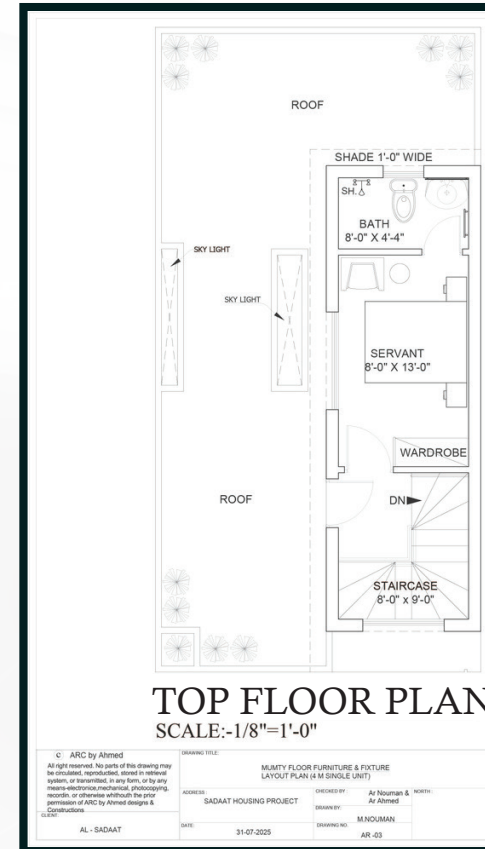 ROOF
SHADE 1'-0" WIDE
SH.
BATH
8'-0" X 4'-4"
SKY LIGHT
SKY LIGHT
SERVANT
8'-0" X 13'-0"
WARDROBE
ROOF
DN
STAIRCASE
8'-0" x 9'-0"
TOP FLOOR PLAN
SCALE:-1/8"=1'-0"
C ARC by Ahmed
All right reserved. No parts of this drawing may
be circulated, reproductied, stored in retrieval
system, or transmitted, in any form, or by any
means-electronice,mechanical, photocopying,
recordin. or otherwise whithouth the prior
permission of ARC by Ahmed designs &
Constructions
CLIENT:
AL - SADAAT
DRAWING TITLE:
MUMTY FLOOR FURNITURE & FIXTURE
LAYOUT PLAN (4 M SINGLE UNIT)
ADDRESS :
SADAAT HOUSING PROJECT
DATE:
31-07-2025
CHECKED BY :
Ar Nouman &
Ar Ahmed
DRAWN BY:
M.NOUMAN
DRAWING NO.
AR -03
NORTH :